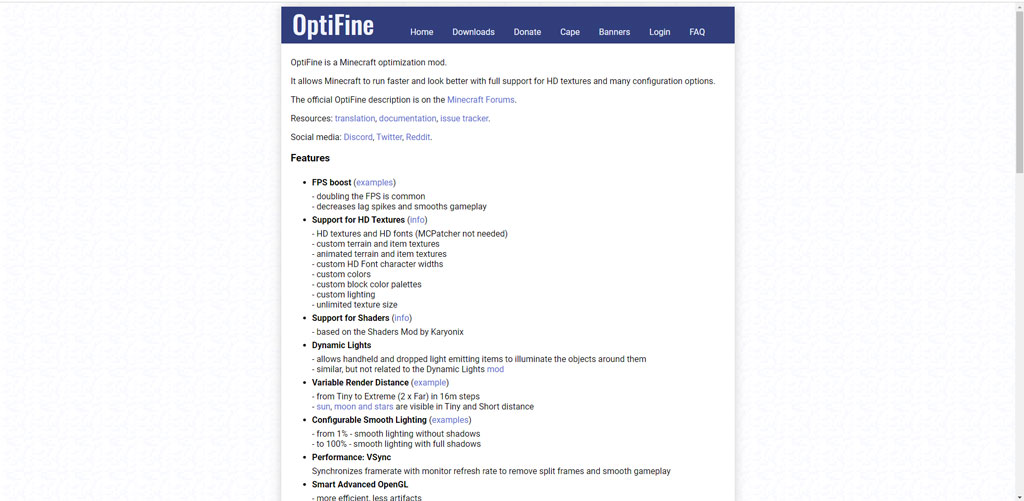 OptiFine
Home Downloads Donate Cape Banners Login FAQ
OptiFine is a Minecraft optimization mod.
It allows Minecraft to run faster and look better with full support for HD textures and many configuration options.
The official OptiFine description is on the Minecraft Forums.
Resources: translation, documentation, issue tracker.
Social media: Discord, Twitter, Reddit.
Features
• FPS boost (examples)
- doubling the FPS is common
- decreases lag spikes and smooths gameplay
• Support for HD Textures (info)
- HD textures and HD fonts (MCPatcher not needed)
- custom terrain and item textures
- animated terrain and item textures
- custom HD Font character widths
- custom colors
- custom block color palettes
- custom lighting
- unlimited texture size
• Support for Shaders (info)
- based on the Shaders Mod by Karyonix
• Dynamic Lights
- allows handheld and dropped light emitting items to illuminate the objects around them
- similar, but not related to the Dynamic Lights mod
• Variable Render Distance (example)
- from Tiny to Extreme (2 x Far) in 16m steps
- sun, moon and stars are visible in Tiny and Short distance
• Configurable Smooth Lighting (examples)
- from 1% - smooth lighting without shadows
- to 100% - smooth lighting with full shadows
• Performance: VSync
Synchronizes framerate with monitor refresh rate to remove split frames and smooth gameplay
• Smart Advanced OpenGL
- more efficient, less artifacts